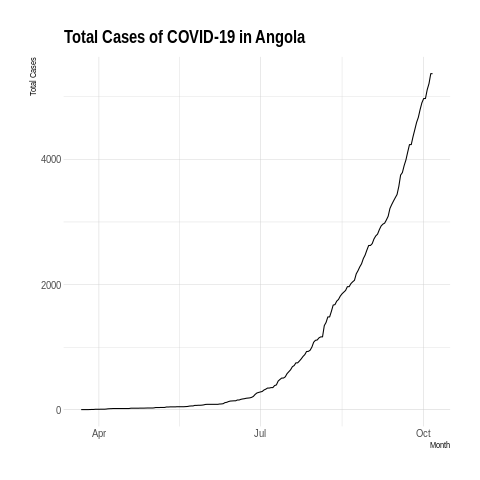 Total Cases of COVID-19 in Angola
Total Cases
4000
2000
0
Apr
Jul
Oct
Month